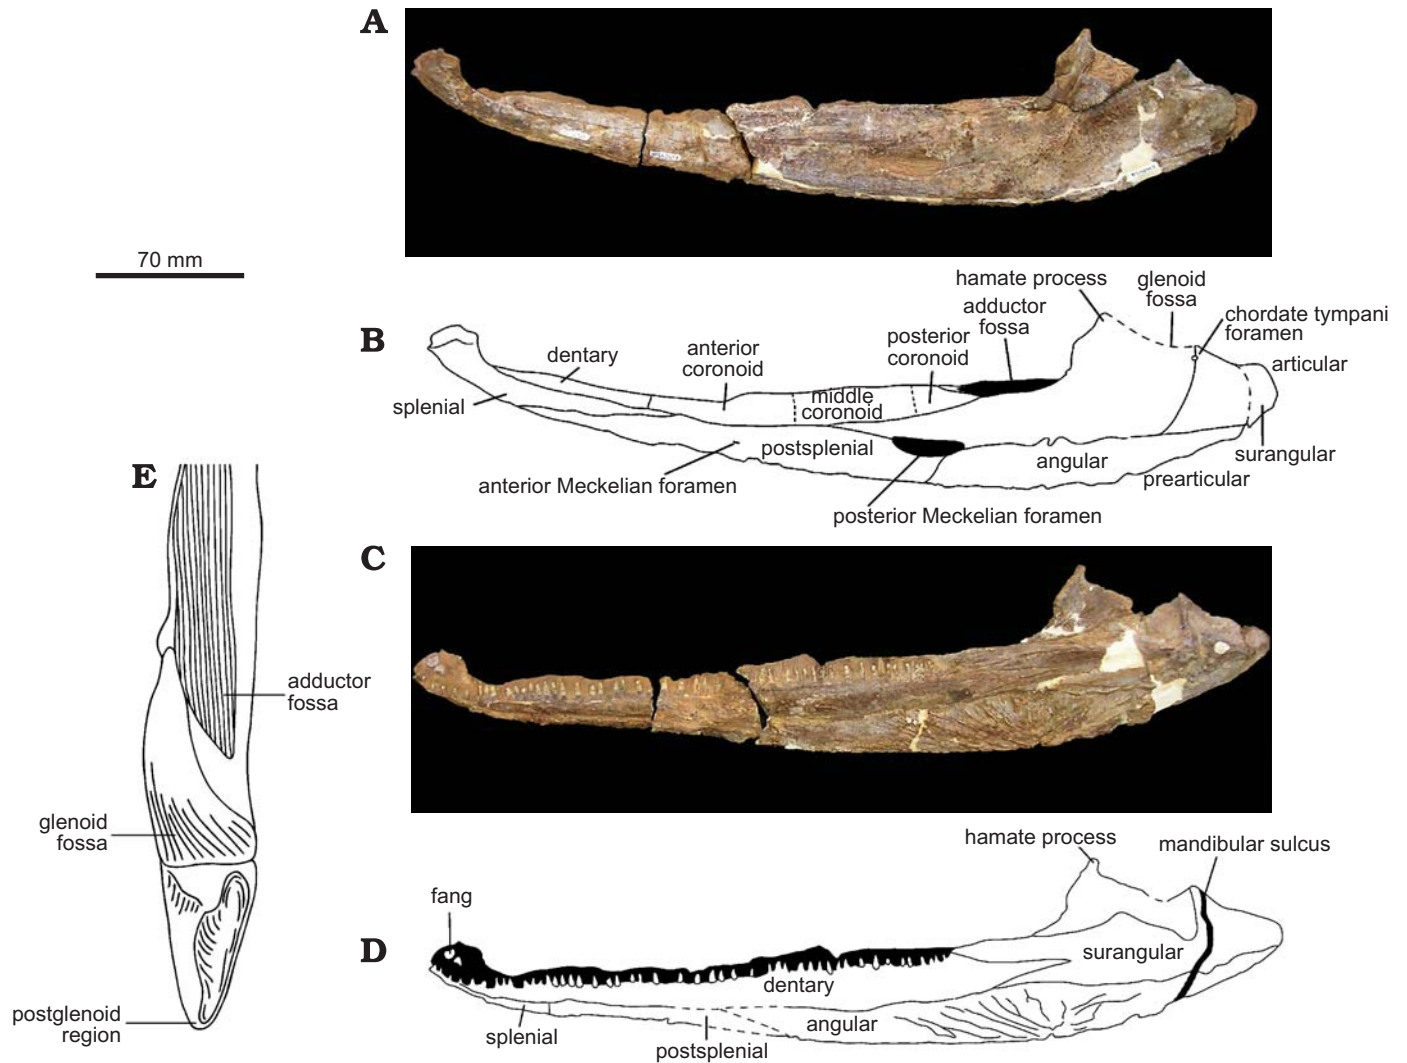 A
70 mm
hamate process
glenoid
fossa
adductor
fossa
chordate tympani
foramen
B
posterior
coronoid
anterior
coronoid
dentary
articular
middle
coronoid
splenial
postsplenial
surangular
angular
prearticular
anterior Meckelian foramen
posterior Meckelian foramen
E
C
adductor
fossa
glenoid
fossa
hamate process
mandibular sulcus
fang
D
surangular
dentary
angular
splenial
postsplenial
postglenoid
region